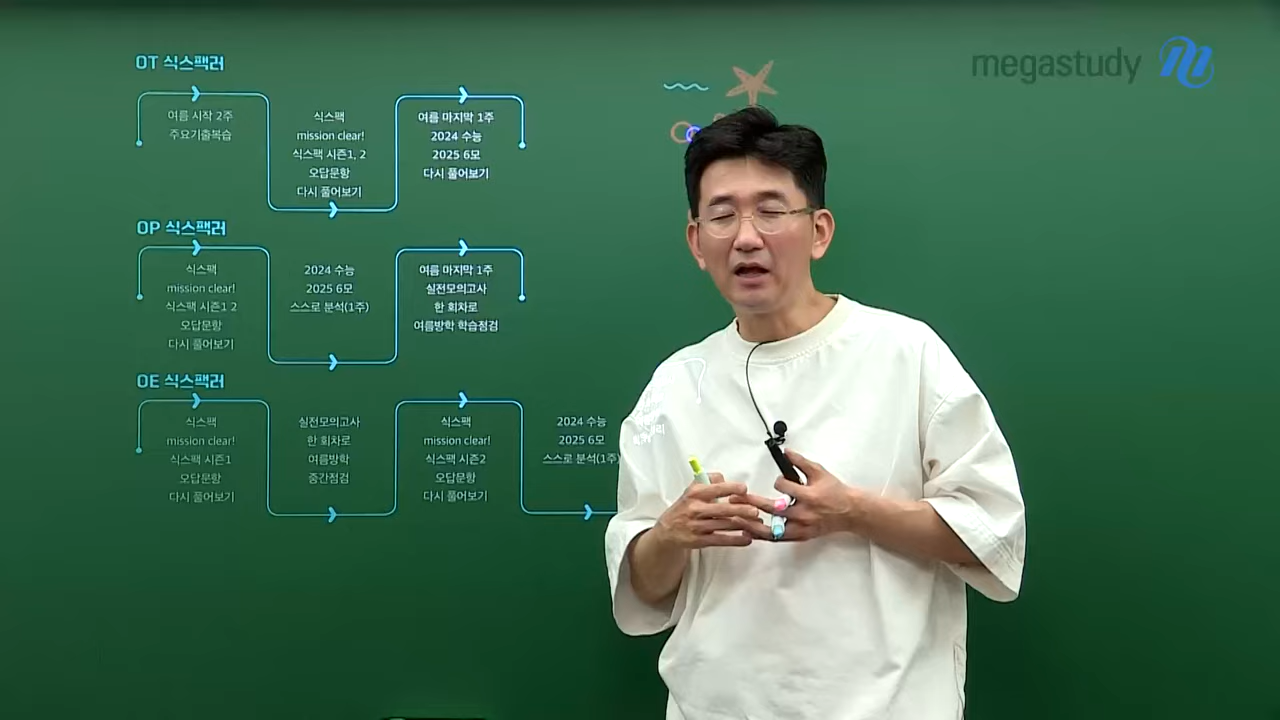 OT 식스팩러
megastudy
여름 시작 2주
주요기출복습
식스팩
mission clear!
식스팩 시즌1, 2
오답문항
다시 풀어보기
여름 마지막 1주
2024 수능
2025 6모
다시 풀어보기
OP 식스팩러
식스팩
mission clear!
식스팩 시즌1 2
오답문항
다시 풀어보기
2024 수능
2025 6모
스스로 분석(1주)
여름 마지막 1주
실전모의고사
한 회차로
여름방학 학습점검
OE 식스팩러
식스팩
mission clear!
식스팩 시즌1
오답문항
다시 풀어보기
실전모의고사
한 회차로
여름방학
중간점검
식스팩
mission clear!
식스팩 시즌2
오답문항
다시 풀어보기
2024 수능
2025 6모
스스로 분석(1주)